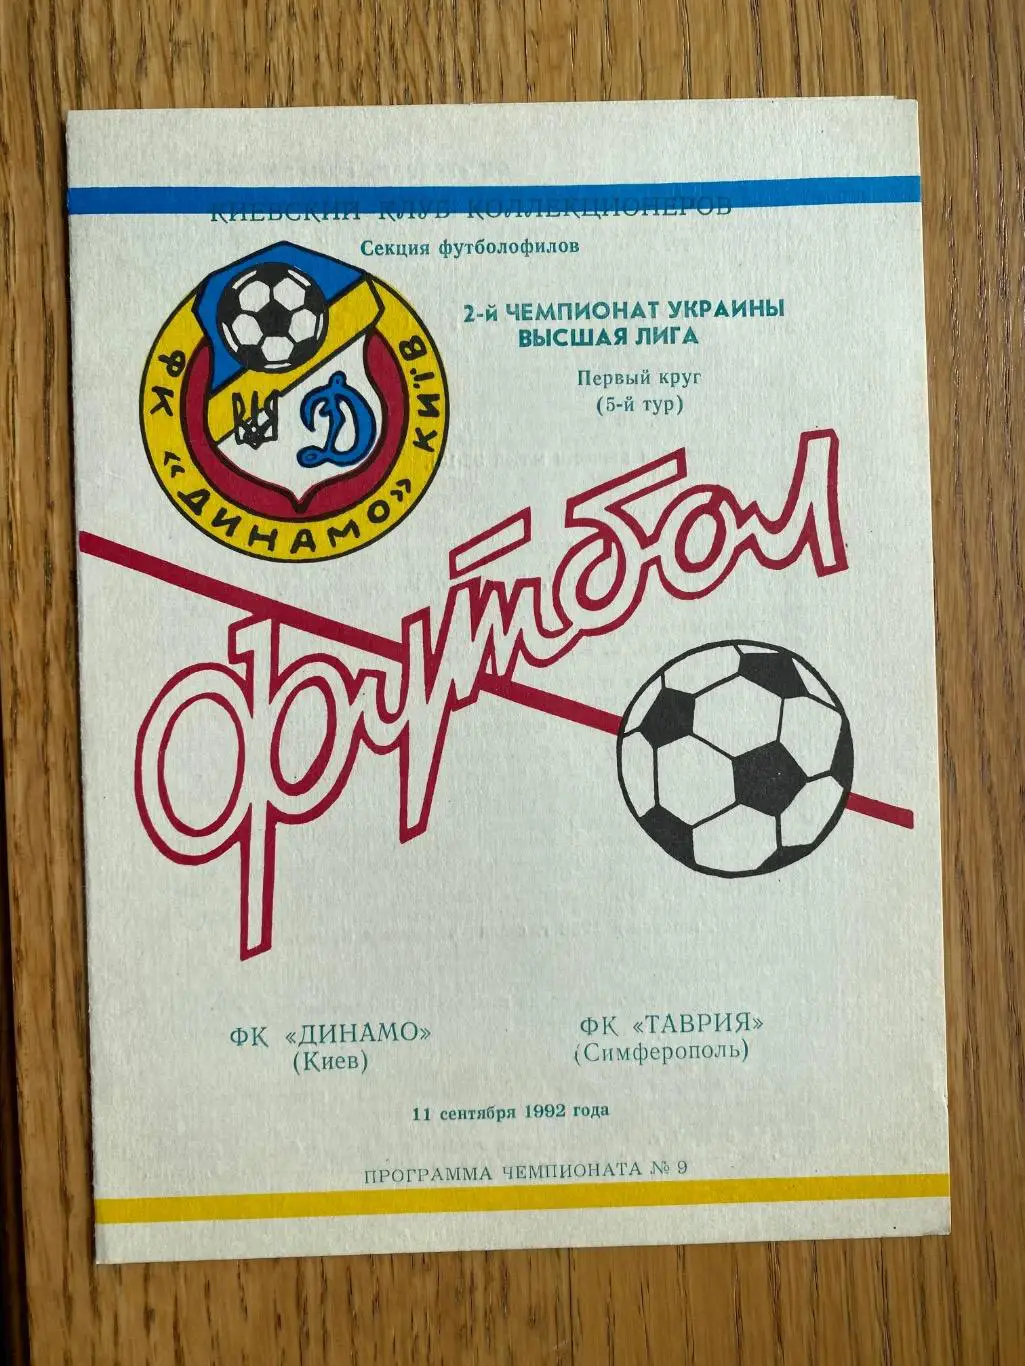 КИЕВСКИЙ КЛУБ КОЛЛЕКЦИОНЕРОВ
Секция футболофилов
2-й ЧЕМПИОНАТ УКРАИНЫ
ВЫСШАЯ ЛИГА
Первый круг
(5-й тур)
ФК «ДИНАМО» КИЇВ
Д
футбол
ФК «ДИНАМО»
(Киев)
ФК «ТАВРИЯ»
(Симферополь)
11 сентября 1992 года
ПРОГРАММА ЧЕМПИОНАТА № 9